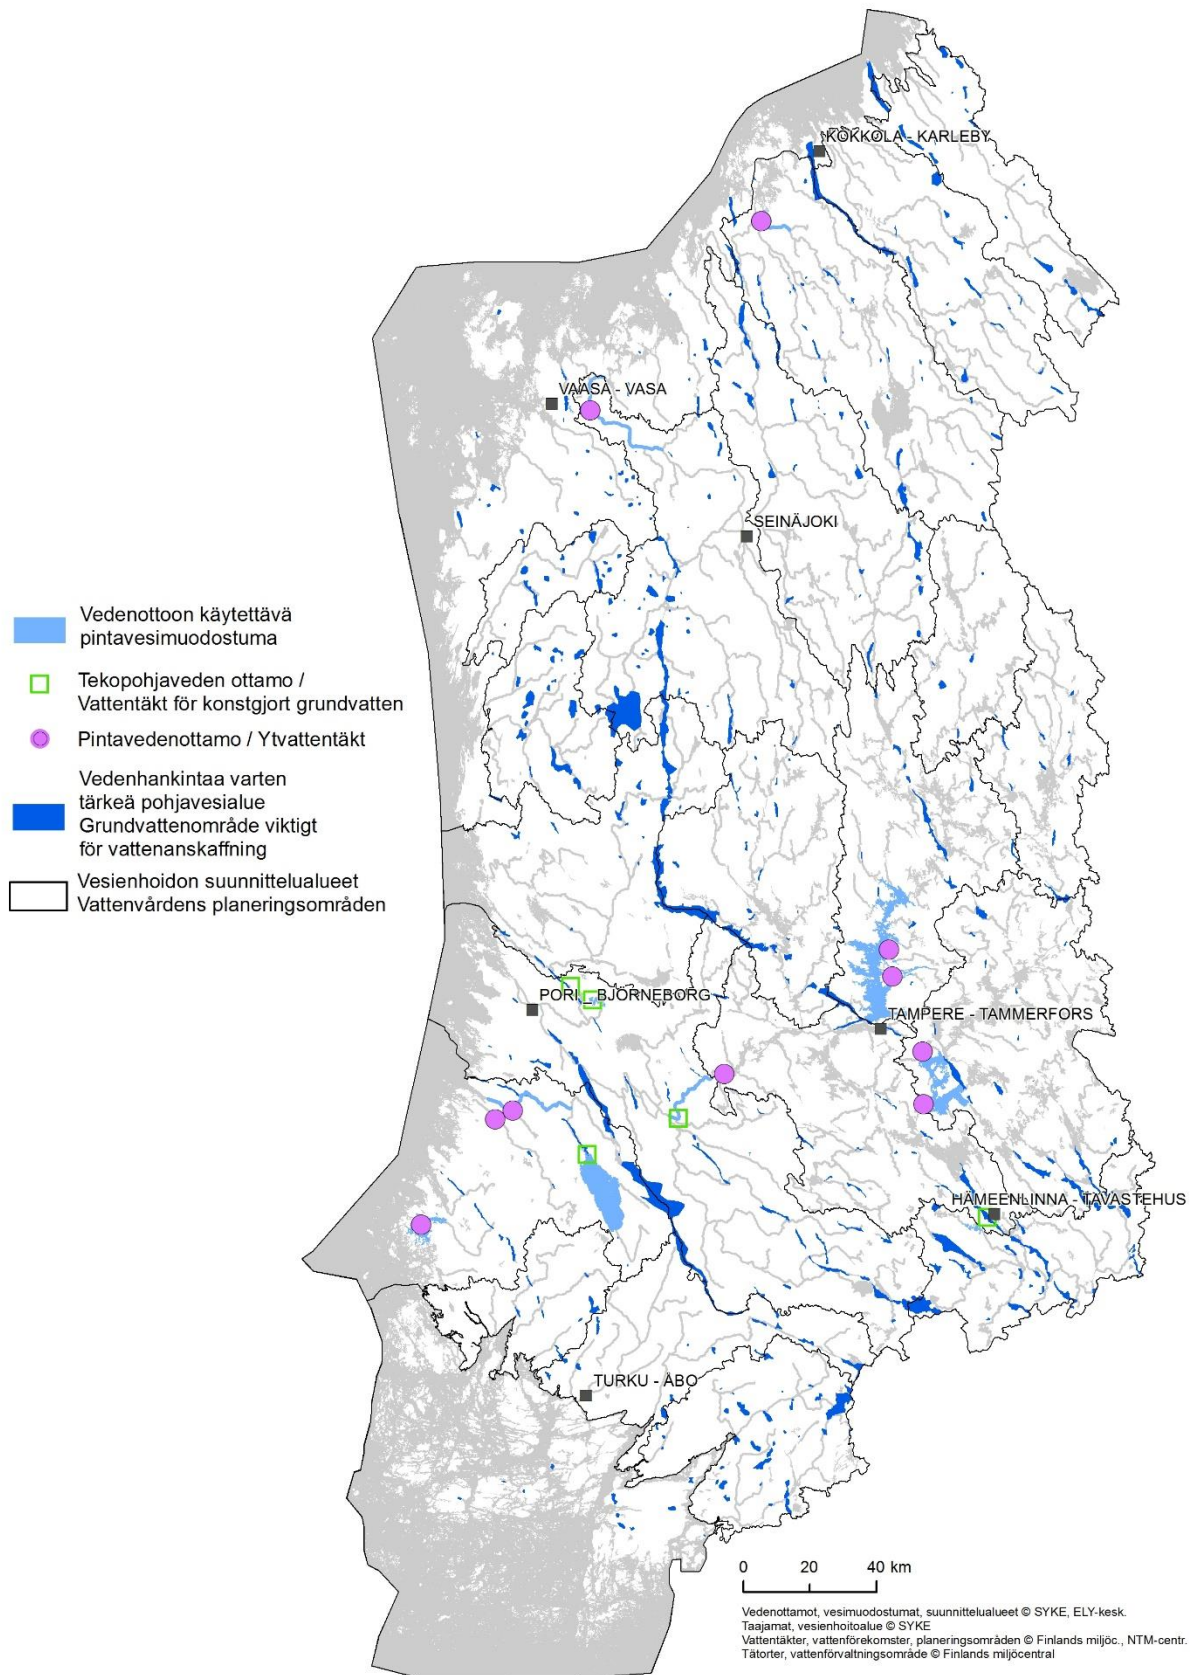 KOKKOLA - KARLEBY
VAASA - VASA
SEINÄJOKI
Vedenottoon käytettävä
pintavesimuodostuma
Tekopohjaveden ottamo /
Vattentäkt för konstgjort grundvatten
Pintavedenottamo / Ytvattentäkt
Vedenhankintaa varten
tärkeä pohjavesialue
Grundvattenområde viktigt
för vattenanskaffning
Vesienhoidon suunnittelualueet
Vattenvårdens planeringsområden
PORI _ BJÖRNEBORG
TAMPERE - TAMMERFORS
HÄMEENLINNA - TAVASTEHUS
TURKU - ÅBO
0 20 40 km
Vedenottamot, vesimuodostumat, suunnittelualueet © SYKE, ELY-kesk.
Taajamat, vesienhoitoalue © SYKE
Vattentäkter, vattenförekomster, planeringsområden © Finlands miljöc., NTM-centr.
Tätorter, vattenförvaltningsområde © Finlands miljöcentral